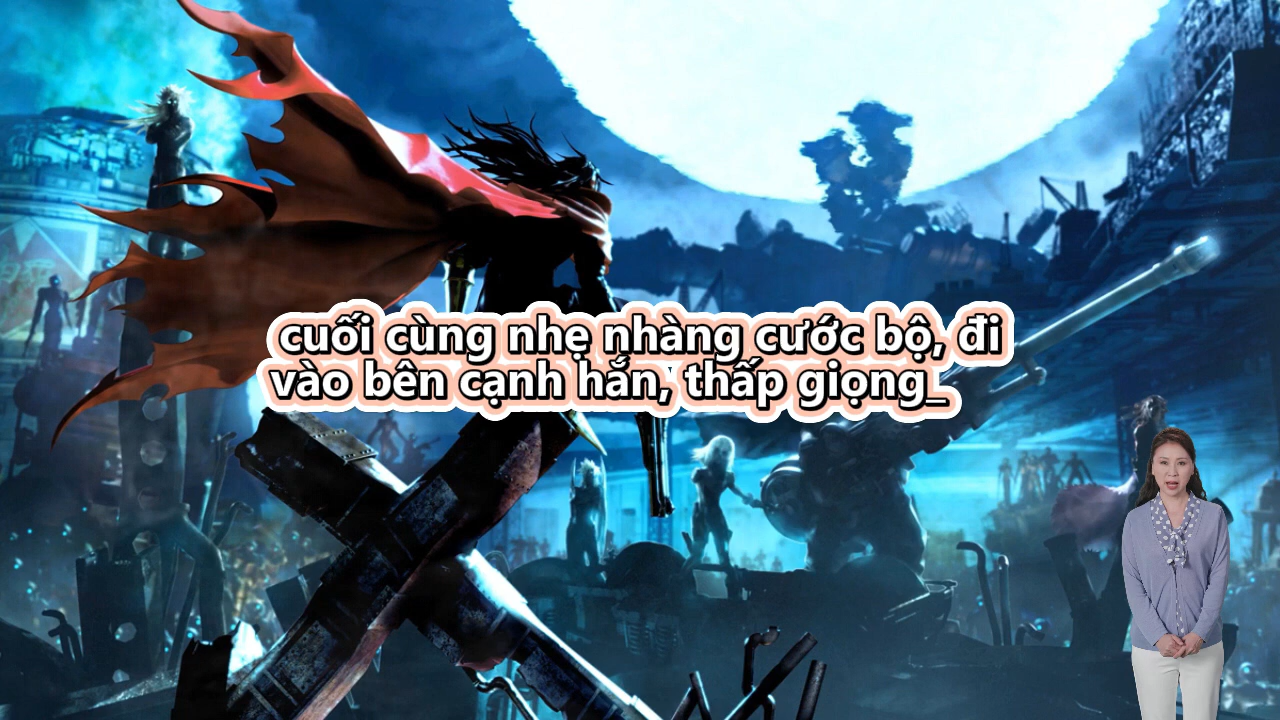 cuối cùng nhẹ nhàng cước bộ, đi
vào bên cạnh hắn, thấp giọng_